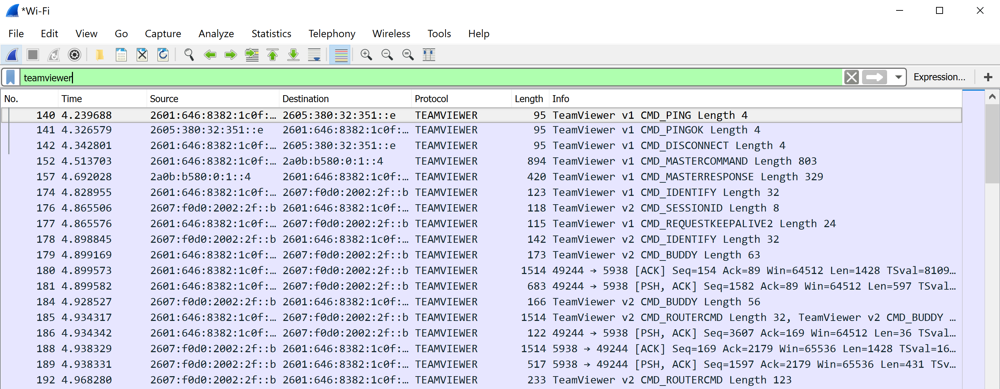 *Wi-Fi
File Edit View Go Capture Analyze Statistics Telephony Wireless Tools Help
teamviewer Expression...
No. Time Source Destination Protocol Length Info
140 4.239688 2601:646:8382:1c0f:… 2605:380:32:351::e TEAMVIEWER 95 TeamViewer v1 CMD_PING Length 4
141 4.326579 2605:380:32:351::e 2601:646:8382:1c0f:… TEAMVIEWER 95 TeamViewer v1 CMD_PINGOK Length 4
142 4.342801 2601:646:8382:1c0f:… 2605:380:32:351::e TEAMVIEWER 95 TeamViewer v1 CMD_DISCONNECT Length 4
152 4.513703 2601:646:8382:1c0f:… 2a0b:b580:0:1::4 TEAMVIEWER 894 TeamViewer v1 CMD_MASTERCOMMAND Length 803
157 4.692028 2a0b:b580:0:1::4 2601:646:8382:1c0f:… TEAMVIEWER 420 TeamViewer v1 CMD_MASTERRESPONSE Length 329
174 4.828955 2601:646:8382:1c0f:… 2607:f0d0:2002:2f::b TEAMVIEWER 123 TeamViewer v1 CMD_IDENTIFY Length 32
176 4.865506 2607:f0d0:2002:2f::b 2601:646:8382:1c0f:… TEAMVIEWER 118 TeamViewer v2 CMD_SESSIONID Length 8
177 4.865576 2601:646:8382:1c0f:… 2607:f0d0:2002:2f::b TEAMVIEWER 115 TeamViewer v1 CMD_REQUESTKEEPALIVE2 Length 24
178 4.898845 2607:f0d0:2002:2f::b 2601:646:8382:1c0f:… TEAMVIEWER 142 TeamViewer v2 CMD_IDENTIFY Length 32
179 4.899169 2601:646:8382:1c0f:… 2607:f0d0:2002:2f::b TEAMVIEWER 173 TeamViewer v2 CMD_BUDDY Length 63
180 4.899573 2601:646:8382:1c0f:… 2607:f0d0:2002:2f::b TEAMVIEWER 1514 49244 → 5938 [ACK] Seq=154 Ack=89 Win=64512 Len=1428 TSval=8109…
181 4.899582 2601:646:8382:1c0f:… 2607:f0d0:2002:2f::b TEAMVIEWER 683 49244 → 5938 [PSH, ACK] Seq=1582 Ack=89 Win=64512 Len=597 TSval…
184 4.928527 2607:f0d0:2002:2f::b 2601:646:8382:1c0f:… TEAMVIEWER 166 TeamViewer v2 CMD_BUDDY Length 56
185 4.934317 2601:646:8382:1c0f:… 2607:f0d0:2002:2f::b TEAMVIEWER 1514 TeamViewer v2 CMD_ROUTERCMD Length 32, TeamViewer v2 CMD_BUDDY …
186 4.934342 2601:646:8382:1c0f:… 2607:f0d0:2002:2f::b TEAMVIEWER 122 49244 → 5938 [PSH, ACK] Seq=3607 Ack=169 Win=64512 Len=36 TSval…
188 4.938329 2607:f0d0:2002:2f::b 2601:646:8382:1c0f:… TEAMVIEWER 1514 5938 → 49244 [ACK] Seq=169 Ack=2179 Win=65536 Len=1428 TSval=16…
189 4.938331 2607:f0d0:2002:2f::b 2601:646:8382:1c0f:… TEAMVIEWER 517 5938 → 49244 [PSH, ACK] Seq=1597 Ack=2179 Win=65536 Len=431 TSv…
192 4.968280 2607:f0d0:2002:2f::b 2601:646:8382:1c0f:… TEAMVIEWER 233 TeamViewer v2 CMD_ROUTERCMD Length 123